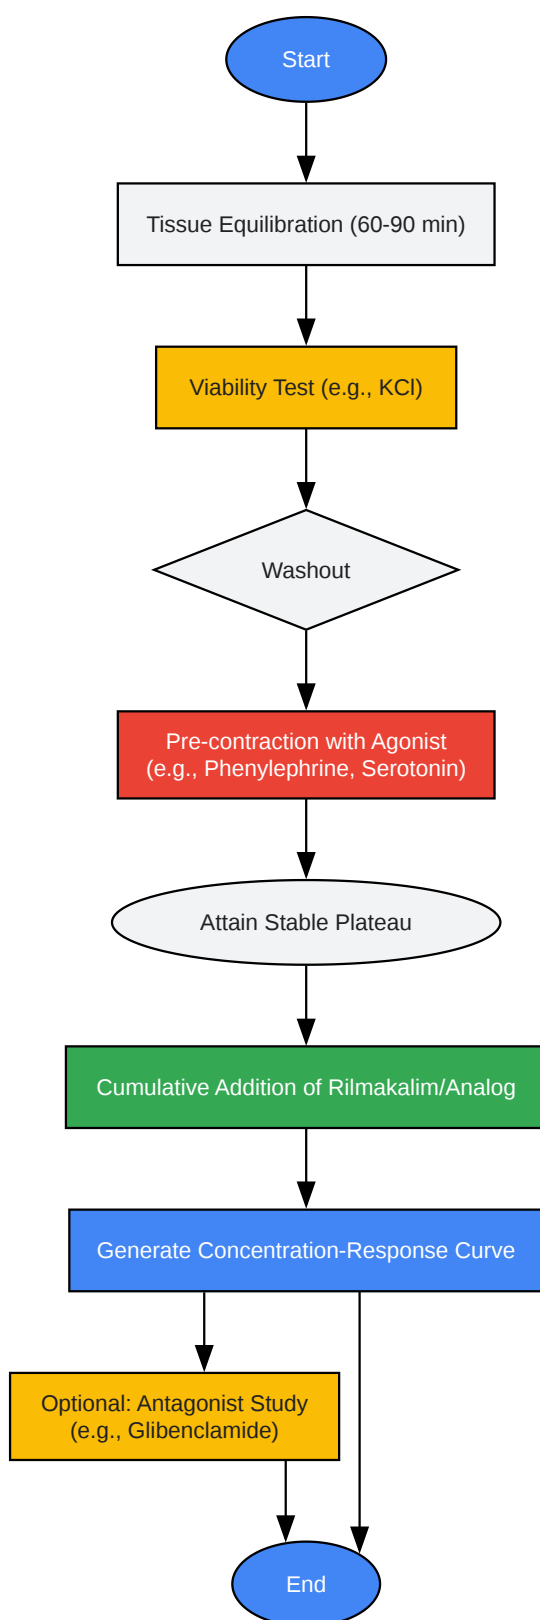 Start
Tissue Equilibration (60-90 min)
Viability Test (e.g., KCl)
Washout
Pre-contraction with Agonist
(e.g., Phenylephrine, Serotonin)
Attain Stable Plateau
Cumulative Addition of Rilmakalim/Analog
Generate Concentration-Response Curve
Optional: Antagonist Study
(e.g., Glibenclamide)
End